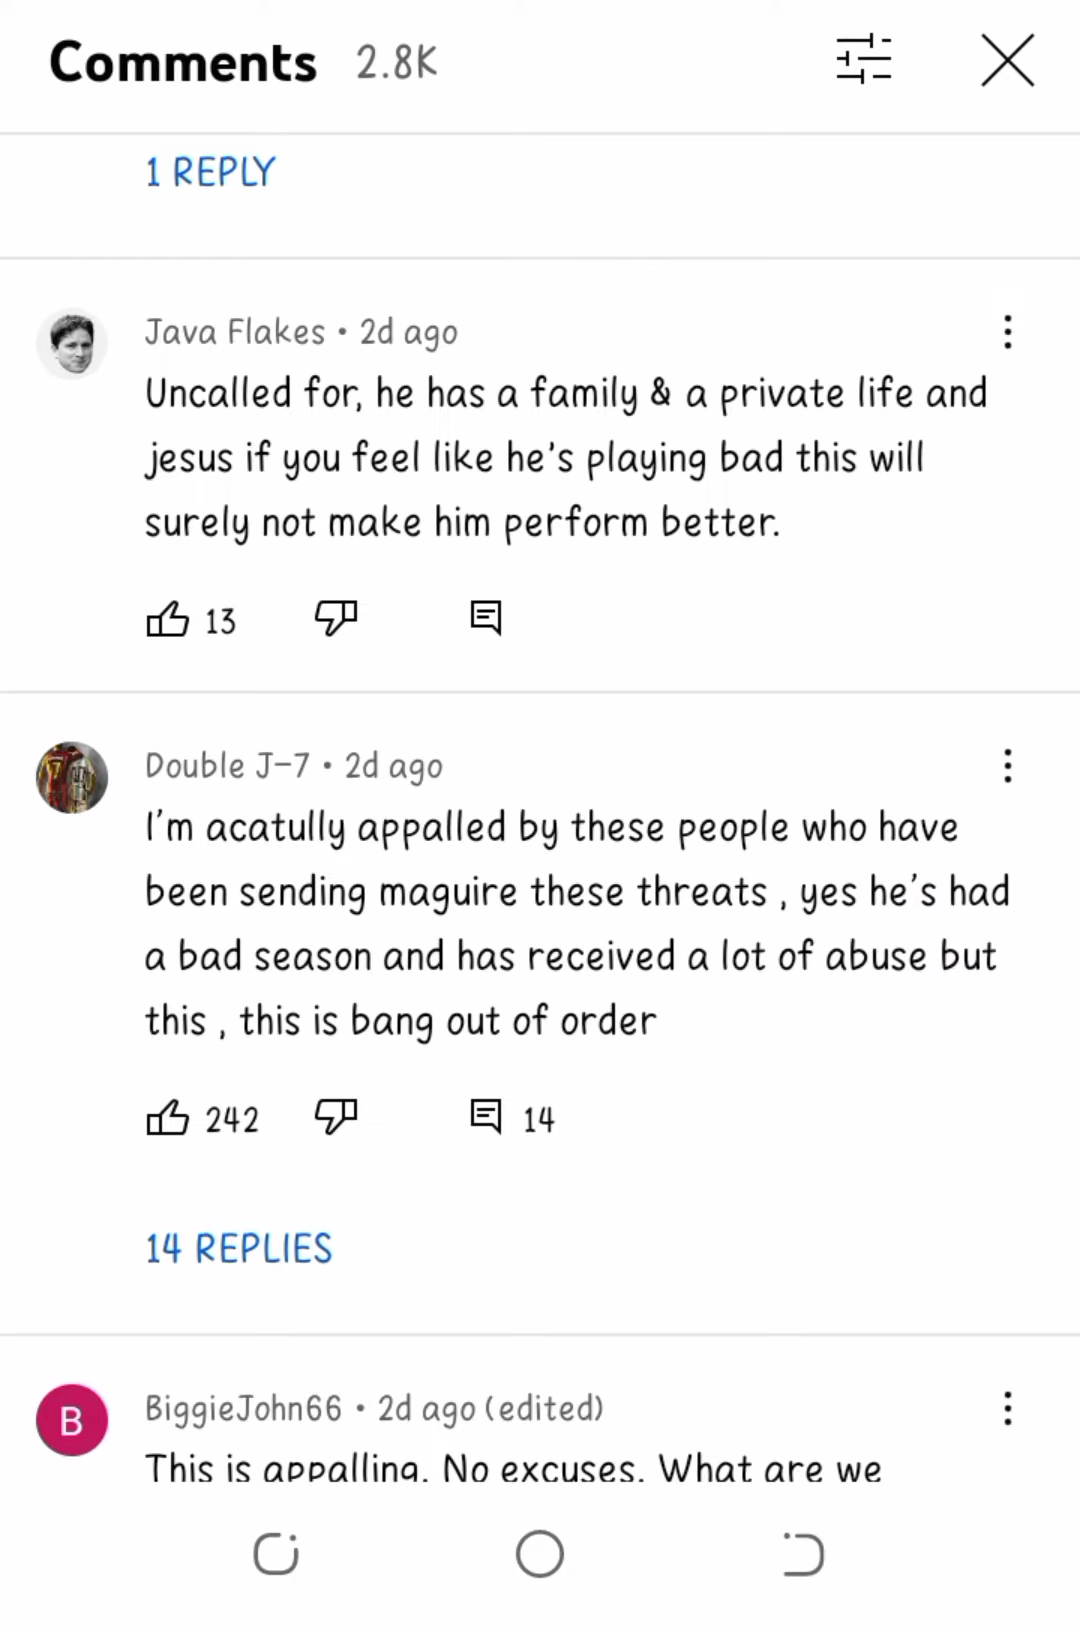 Comments 2.8K
1 REPLY
Java Flakes • 2d ago
Uncalled for, he has a family & a private life and
jesus if you feel like he's playing bad this will
surely not make him perform better.
13
Double J-7 • 2d ago
I'm acatully appalled by these people who have
been sending maguire these threats , yes he's had
a bad season and has received a lot of abuse but
this , this is bang out of order
242 14
14 REPLIES
B
BiggieJohn66 • 2d ago (edited)
This is appalling. No excuses. What are we